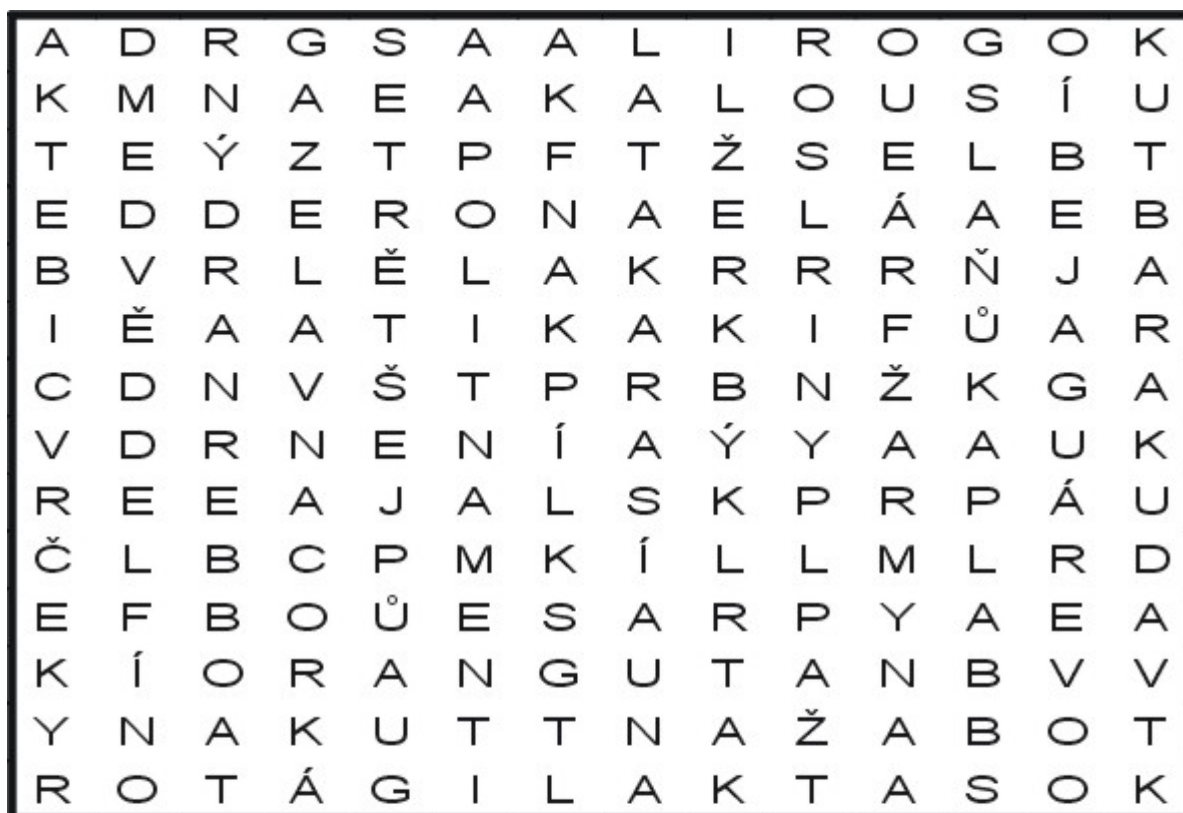 A D R G S A A L I R O G O K
K M N A E A K A L O U S Í U
T E Ý Z T P F T Ž S E L B T
E D D E R O N A E L Á A E B
B V R L Ě L A K R R R Ň J A
I Ě A A T I K A K I F Ů A R
C D N V Š T P R B N Ž K G A
V D R N E N Í A Ý Y A A U K
R E E A J A L S K P R P Á U
Č L B C P M K Í L L M L R D
E F B O Ů E S A R P Y A E A
K Í O R A N G U T A N B V V
Y N A K U T T N A Ž A B O T
R O T Á G I L A K T A S O K